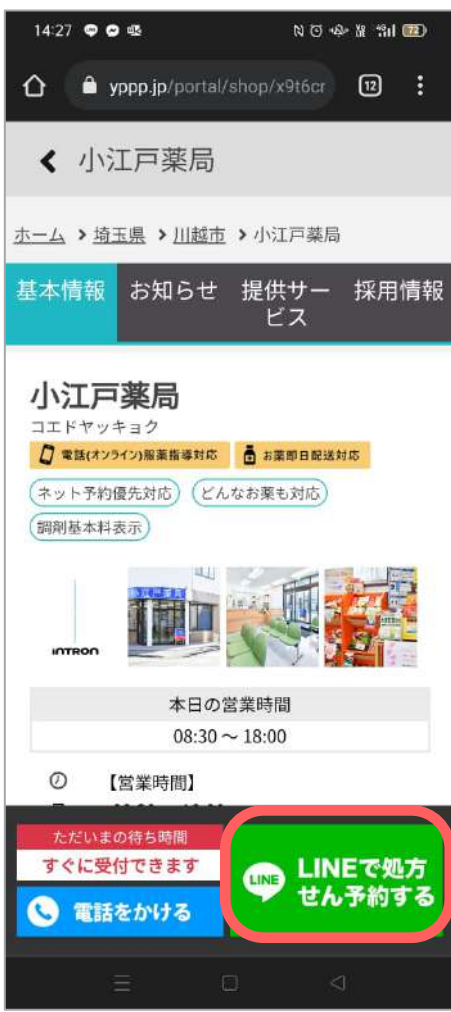 14:27
72
yppp.jp/portal/shop/x9t6cr
12
小江戸薬局
ホーム > 埼玉県 > 川越市 > 小江戸薬局
基本情報 お知らせ 提供サー 採用情報
ビス
小江戸薬局
コエドヤッキョク
電話(オンライン)服薬指導対応 お薬即日配送対応
ネット予約優先対応 どんなお薬も対応
調剤基本料表示
小江戸薬局
INTRON
本日の営業時間
08:30 ～ 18:00
【営業時間】
ただいまの待ち時間
すぐに受付できます
電話をかける
LINE
LINEで処方
せん予約する